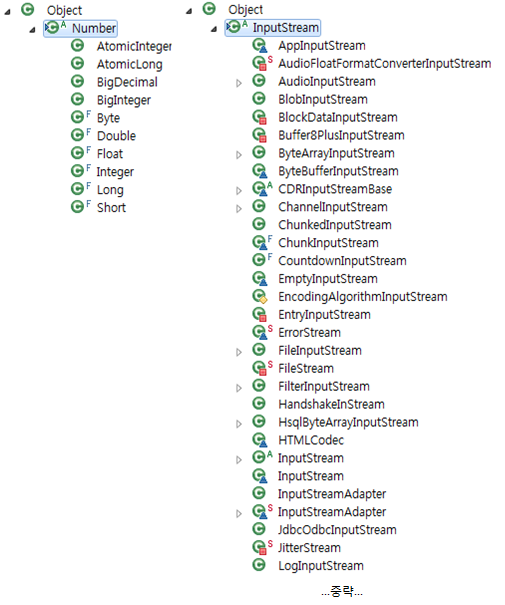 Object
Number
AtomicInteger
AtomicLong
BigDecimal
BigInteger
Byte
Double
Float
Integer
Long
Short
Object
InputStream
AppInputStream
AudioFloatFormatConverterInputStream
AudioInputStream
BlobInputStream
BlockDataInputStream
Buffer8PlusInputStream
ByteArrayInputStream
ByteBufferInputStream
CDRInputStreamBase
ChannelInputStream
ChunkedInputStream
ChunkInputStream
CountdownInputStream
EmptyInputStream
EncodingAlgorithmInputStream
EntryInputStream
ErrorStream
FileInputStream
FileStream
FilterInputStream
HandshakeInStream
HsqlByteArrayInputStream
HTMLCodec
InputStream
InputStream
InputStreamAdapter
InputStreamAdapter
JdbcOdbcInputStream
JitterStream
LogInputStream
...중략...